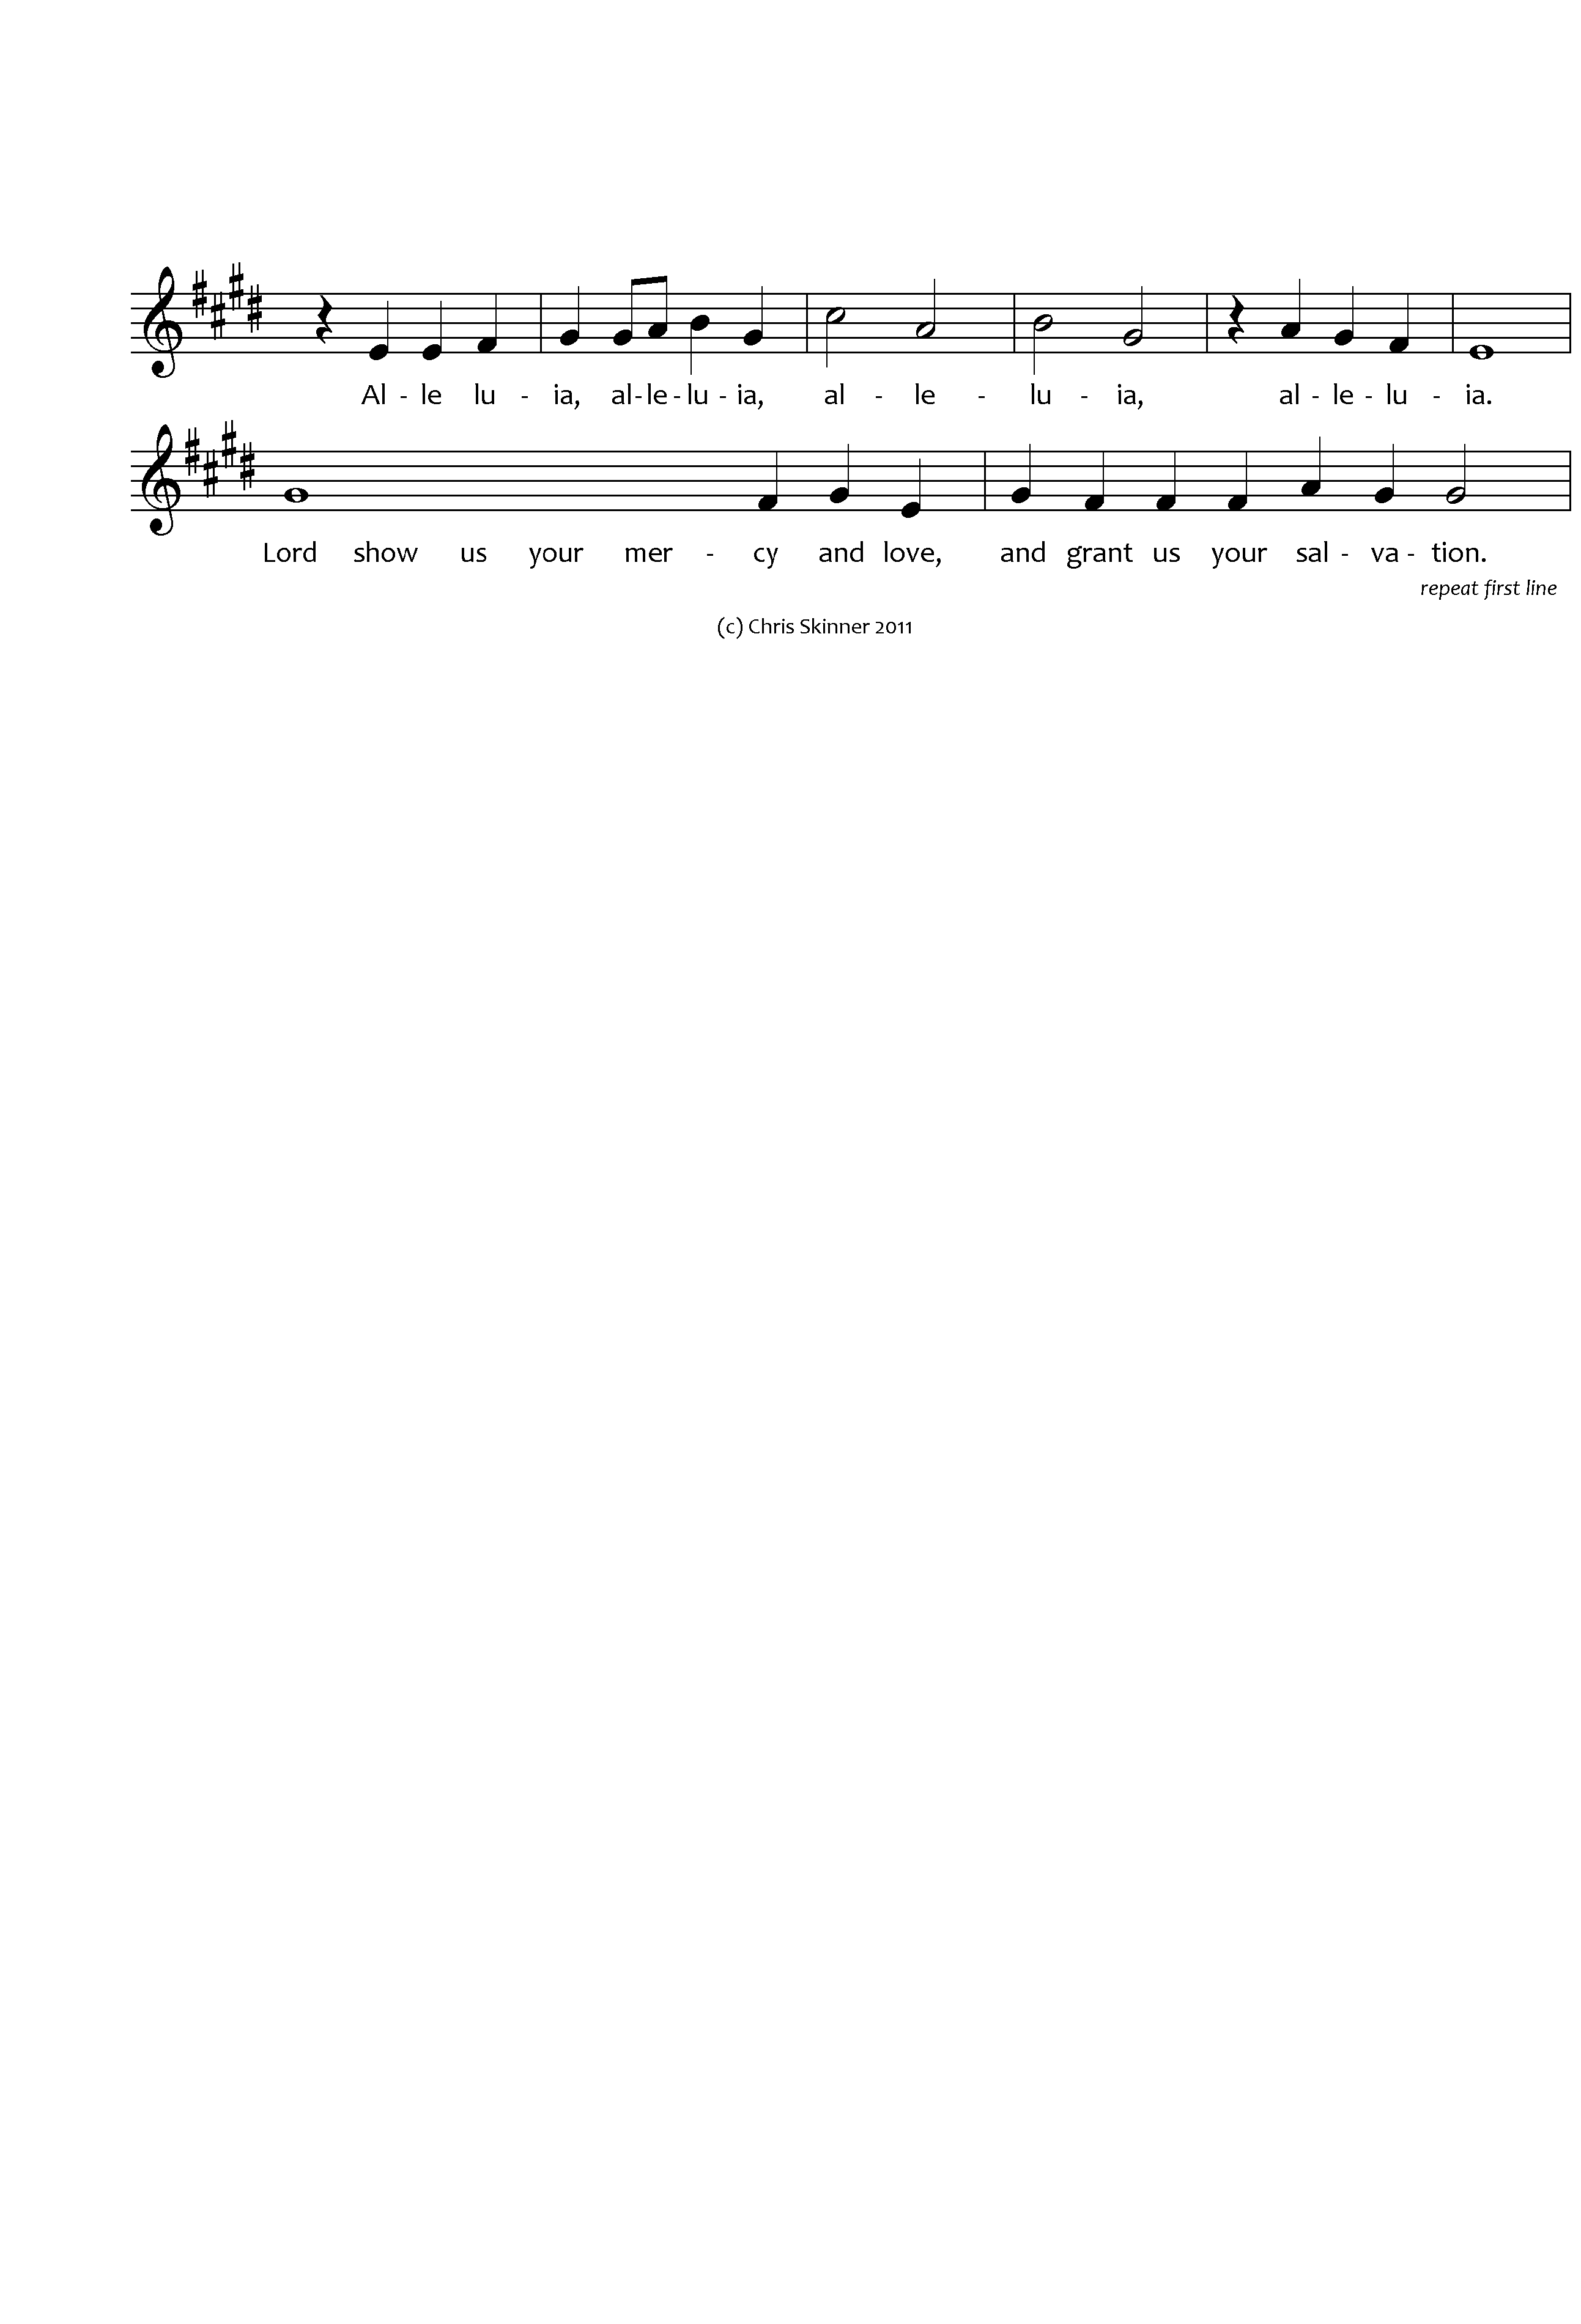 Al - le lu - ia, al-le-lu-ia, al - le - lu - ia, al-le-lu - ia.
Lord show us your mer - cy and love, and grant us your sal - va - tion.
repeat first line
(c) Chris Skinner 2011